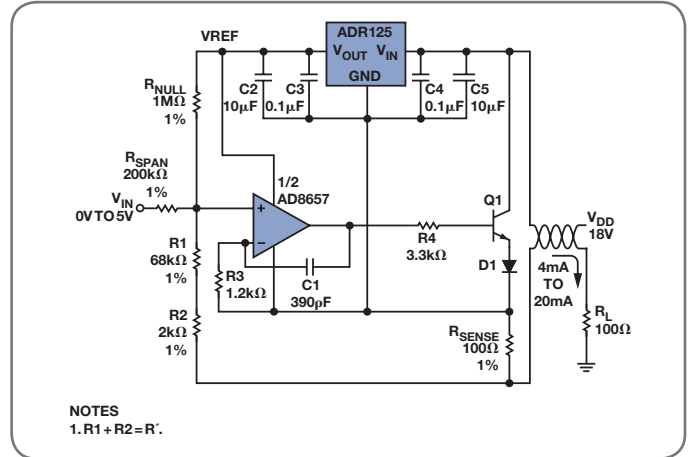 VREF
ADR125
VOUT VIN
GND
C2
10μF
C3
0.1μF
C4
0.1μF
C5
10μF
RNULL
1MΩ
1%
RSPAN
200kΩ
1%
VIN
0V TO 5V
1/2
AD8657
+
−
Q1
R4
3.3kΩ
D1
VDD
18V
4mA
TO
20mA
R1
68kΩ
1%
R3
1.2kΩ
C1
390ρF
R2
2kΩ
1%
RSENSE
100Ω
1%
RL
100Ω
NOTES
1. R1 + R2 = R´.